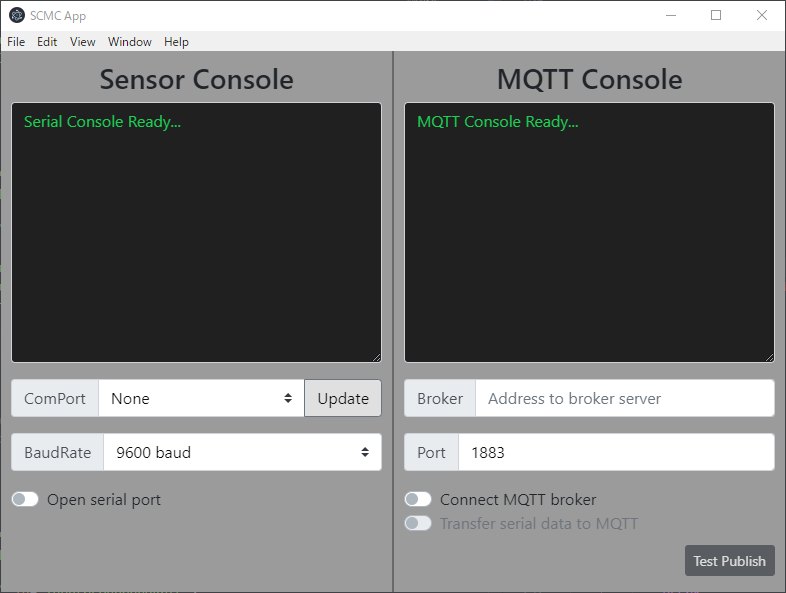 SCMC App
File Edit View Window Help
Sensor Console
Serial Console Ready...
ComPort None Update
BaudRate 9600 baud
Open serial port
MQTT Console
MQTT Console Ready...
Broker Address to broker server
Port 1883
Connect MQTT broker
Transfer serial data to MQTT
Test Publish